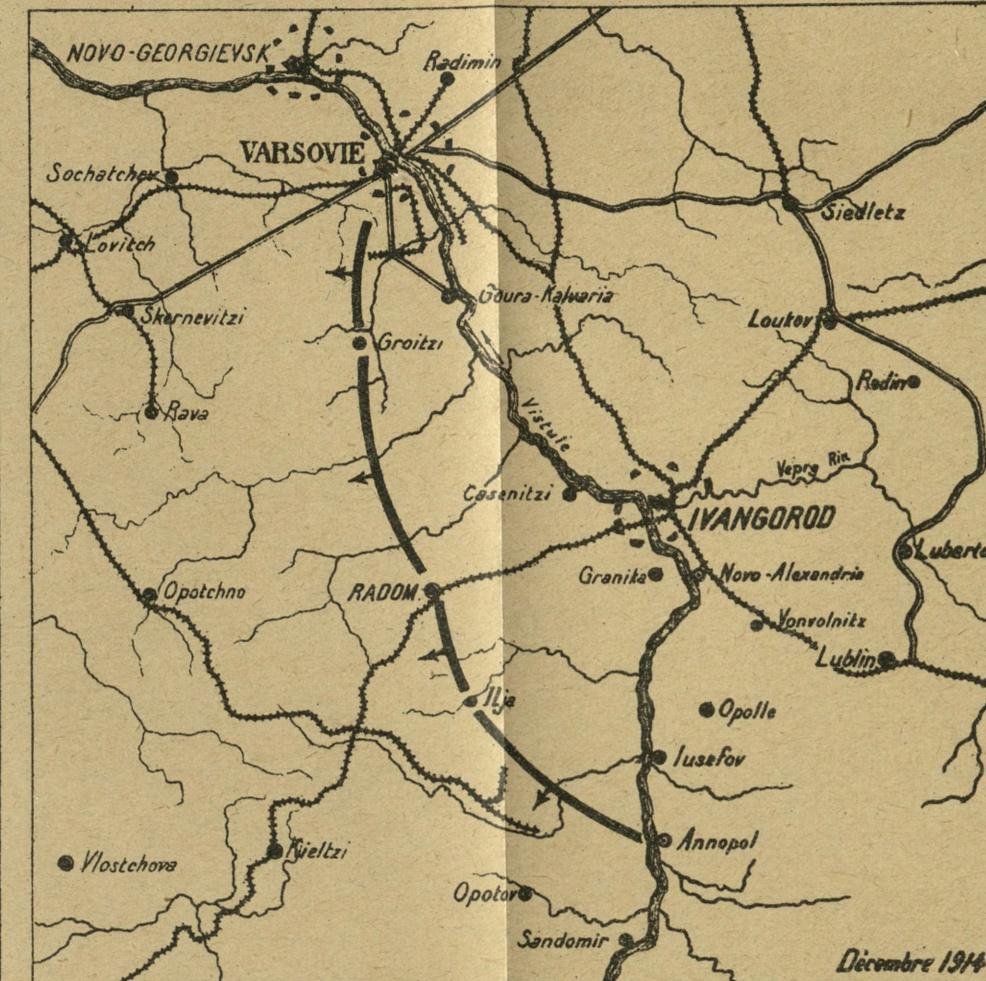 NOVO-GEORGIEVSK
Radimin
VARSOVIE
Sochatchev
Siedletz
Lovitch
Goura-Kalvaria
Skernevitzi
Loukov
Groitzi
Radin
Rava
Vistule
Vepre Riv.
Casenitzi
IVANGOROD
Granika
Novo-Alexandria
Opotchno
RADOM
Vonvolnitz
Lublin
Ilja
Opolle
Iusefov
Kieltzi
Annopol
Vlostchova
Opotov
Sandomir
Décembre 1914